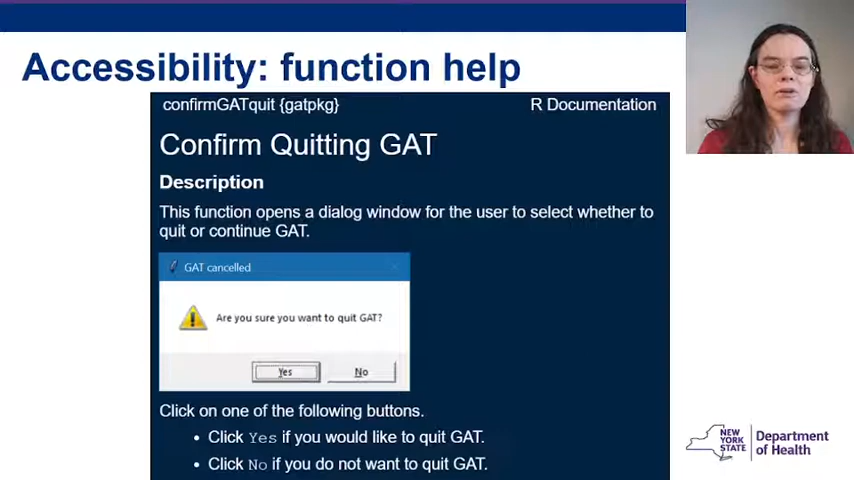 Accessibility: function help
confirmGATquit {gatpkg}
R Documentation
Confirm Quitting GAT
Description
This function opens a dialog window for the user to select whether to
quit or continue GAT.
GAT cancelled
Are you sure you want to quit GAT?
Yes
No
Click on one of the following buttons.
• Click Yes if you would like to quit GAT.
• Click No if you do not want to quit GAT.
NEW
YORK
STATE
Department
of Health